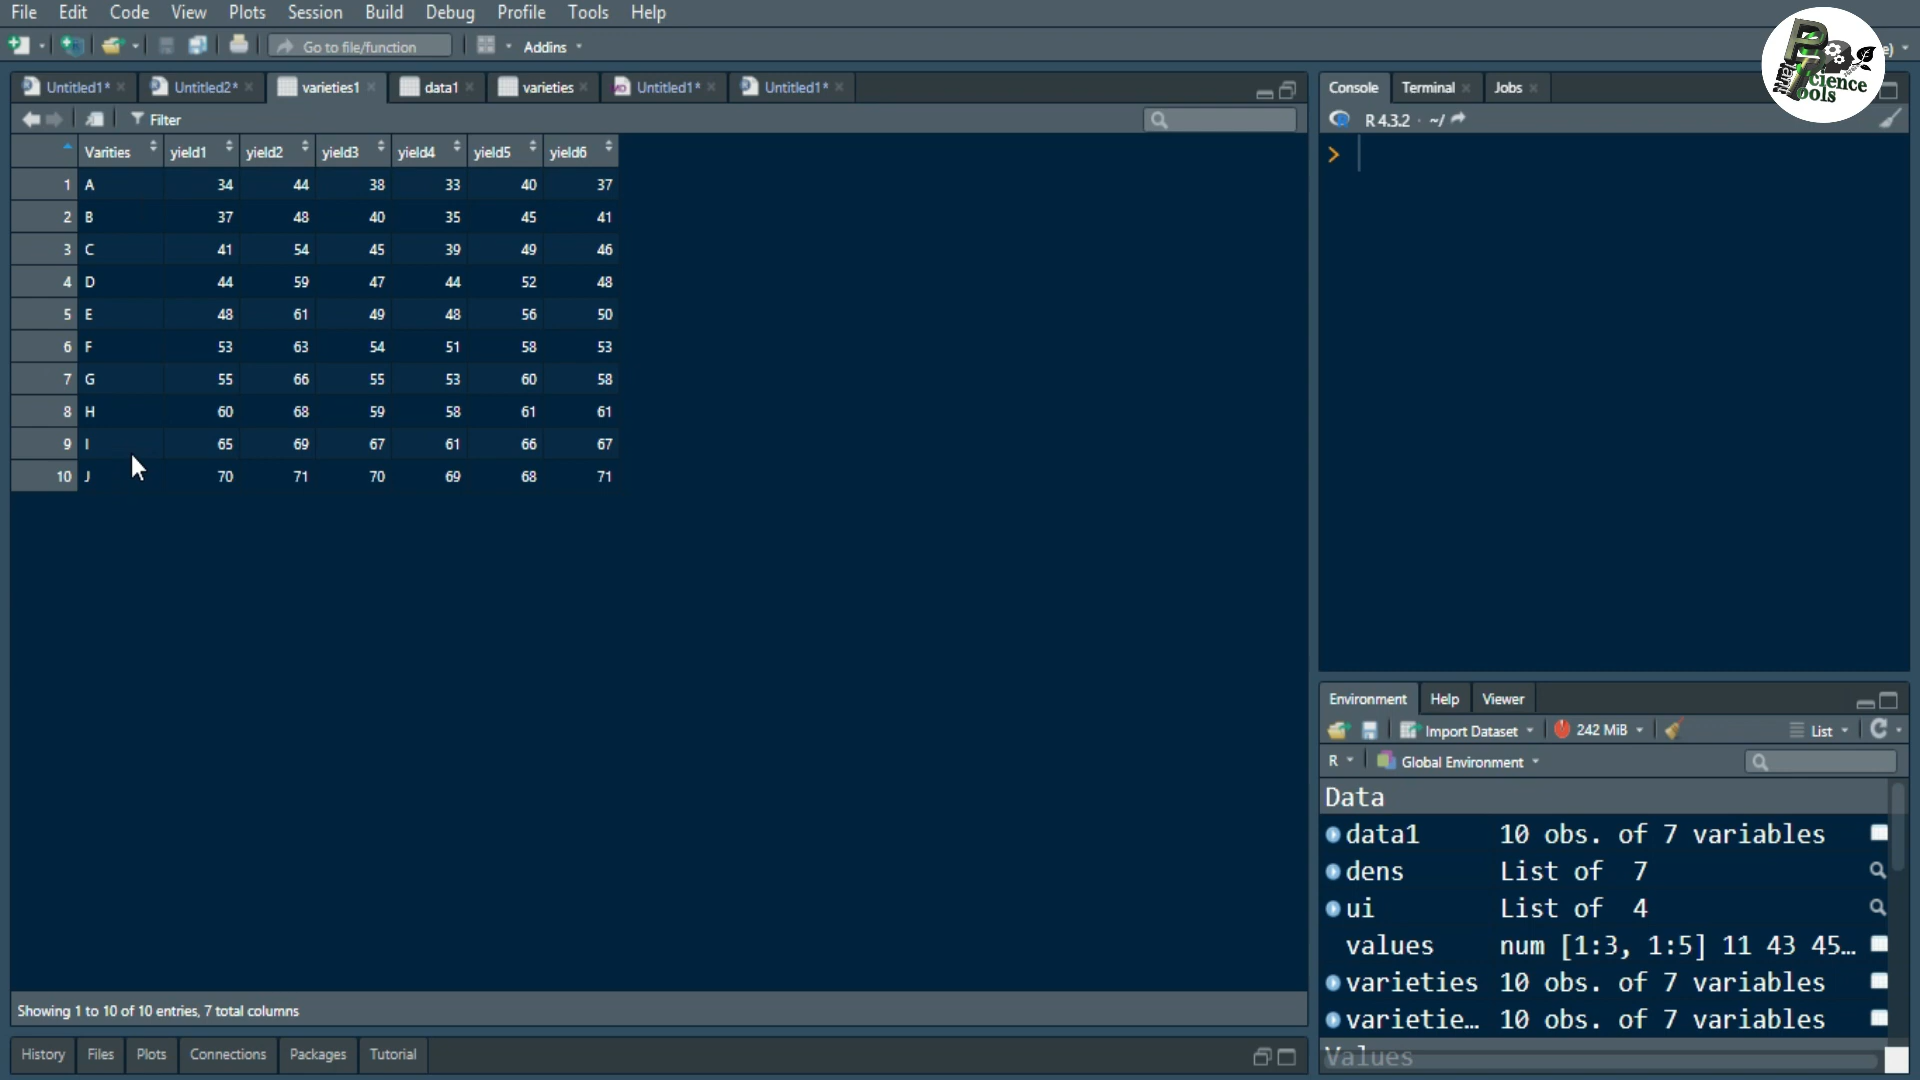 File Edit Code View Plots Session Build Debug Profile Tools Help
Go to file/function Addins
Untitled1* Untitled2* varieties1 data1 varieties Untitled1* Untitled1*
Filter
Varities yield1 yield2 yield3 yield4 yield5 yield6
1 A 34 44 38 33 40 37
2 B 37 48 40 35 45 41
3 C 41 54 45 39 49 46
4 D 44 59 47 44 52 48
5 E 48 61 49 48 56 50
6 F 53 63 54 51 58 53
7 G 55 66 55 53 60 58
8 H 60 68 59 58 61 61
9 I 65 69 67 61 66 67
10 J 70 71 70 69 68 71
Showing 1 to 10 of 10 entries, 7 total columns
History Files Plots Connections Packages Tutorial
Console Terminal Jobs
R 4.3.2 · ~/
>
Environment Help Viewer
Import Dataset 242 MiB List
R Global Environment
Data
data1 10 obs. of 7 variables
dens List of 7
ui List of 4
values num [1:3, 1:5] 11 43 45…
varieties 10 obs. of 7 variables
varietie… 10 obs. of 7 variables
Values